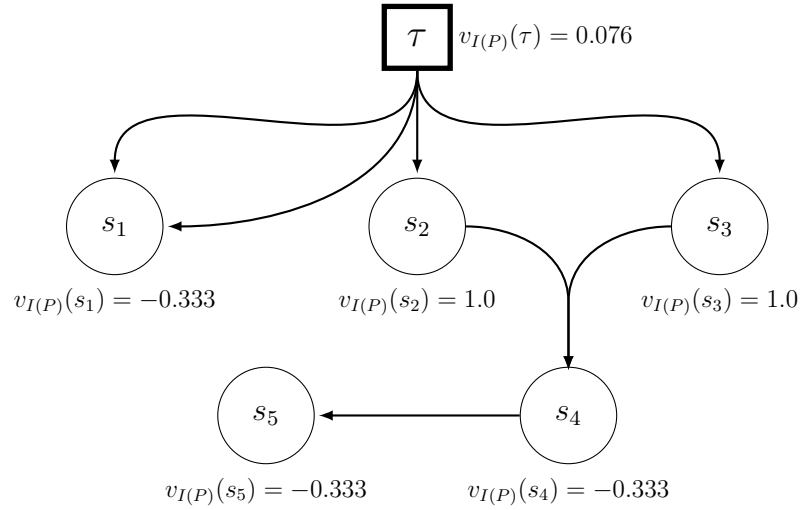 τ
v_{I(P)}(τ) = 0.076
s_1
s_2
s_3
v_{I(P)}(s_1) = −0.333
v_{I(P)}(s_2) = 1.0
v_{I(P)}(s_3) = 1.0
s_5
s_4
v_{I(P)}(s_5) = −0.333
v_{I(P)}(s_4) = −0.333